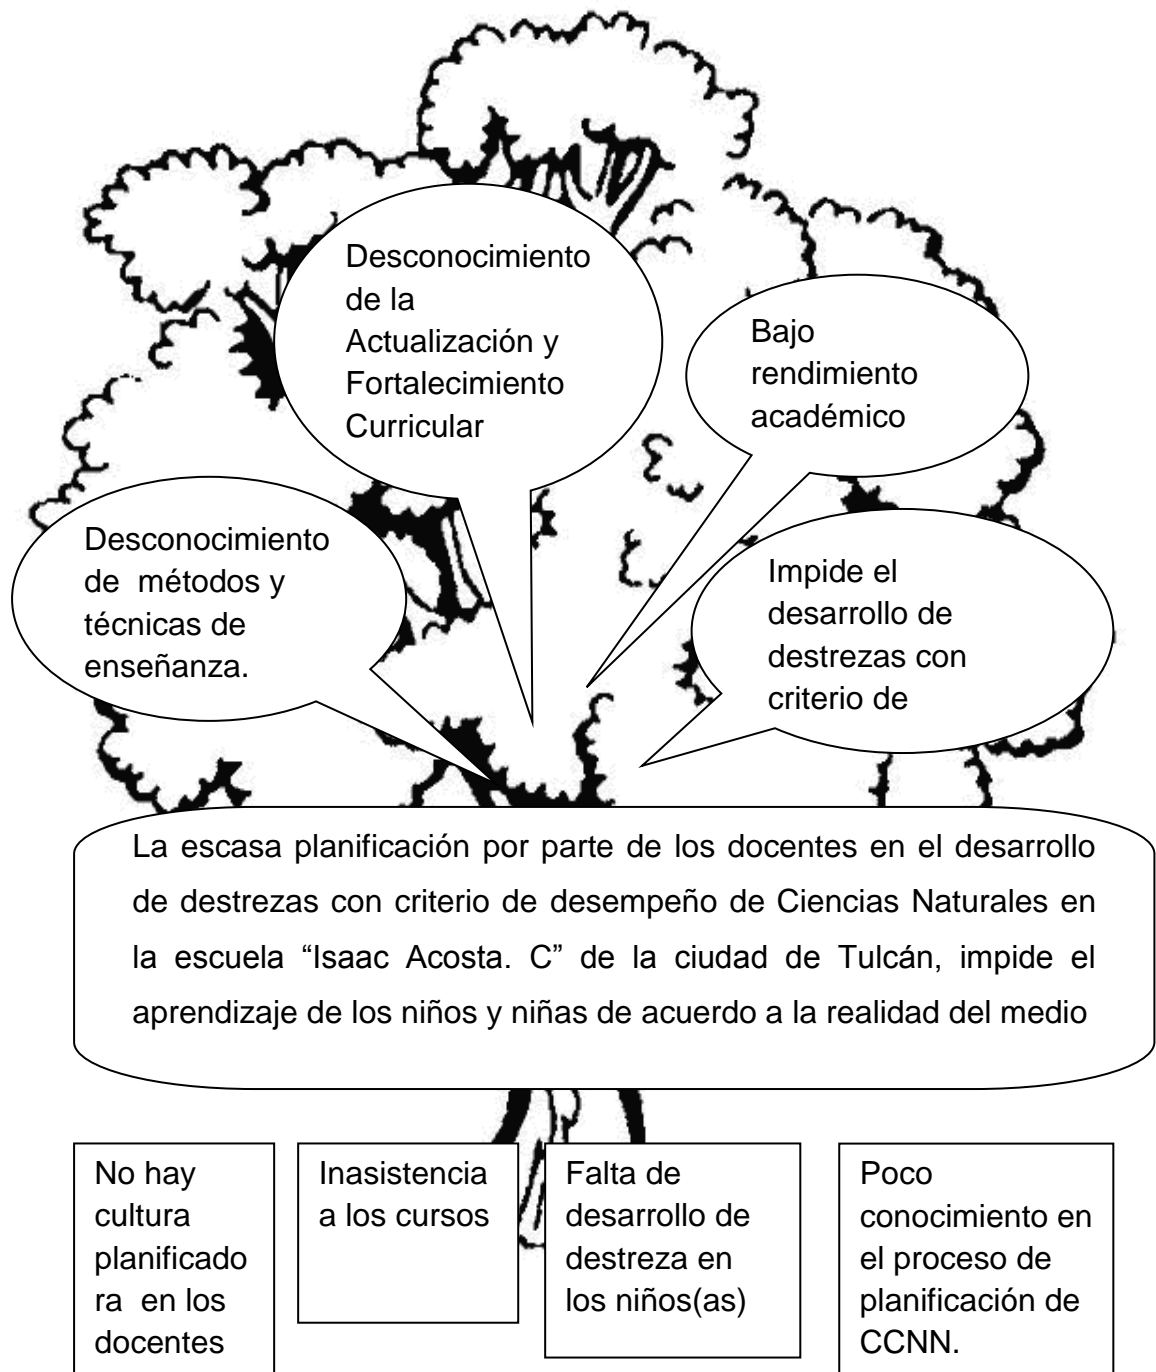 Desconocimiento
de la
Actualización y
Fortalecimiento
Curricular
Bajo
rendimiento
académico
Desconocimiento
de  métodos y
técnicas de
enseñanza.
Impide el
desarrollo de
destrezas con
criterio de
La escasa planificación por parte de los docentes en el desarrollo
de destrezas con criterio de desempeño de Ciencias Naturales en
la escuela “Isaac Acosta. C” de la ciudad de Tulcán, impide el
aprendizaje de los niños y niñas de acuerdo a la realidad del medio
No hay
cultura
planificado
ra  en los
docentes
Inasistencia
a los cursos
Falta de
desarrollo de
destreza en
los niños(as)
Poco
conocimiento en
el proceso de
planificación de
CCNN.